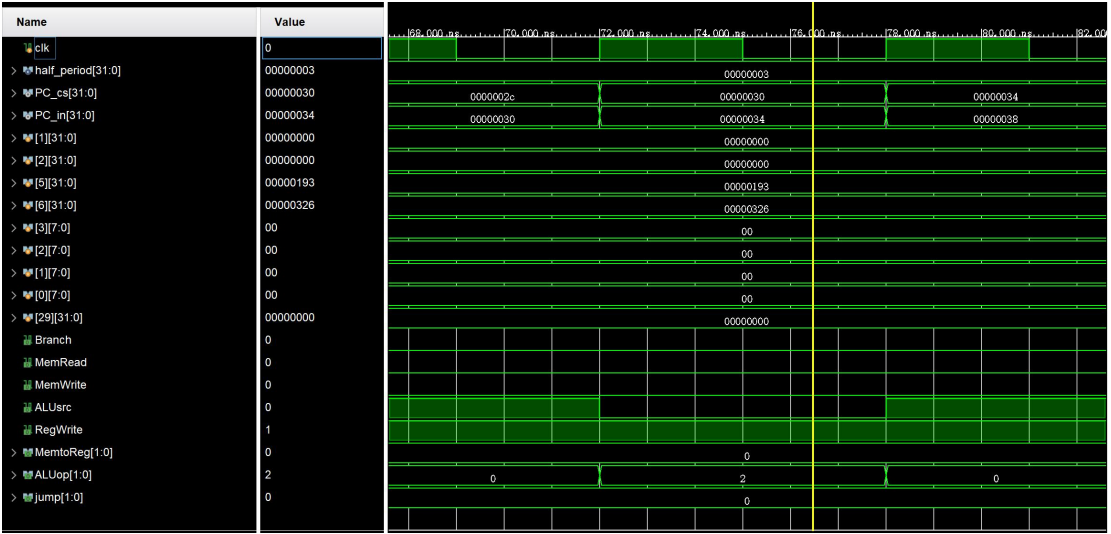 Name Value
68.000 ns 70.000 ns 72.000 ns 74.000 ns 76.000 ns 78.000 ns 80.000 ns 82.00
clk 0
half_period[31:0] 00000003 00000003
PC_cs[31:0] 00000030 0000002c 00000030 00000034
PC_in[31:0] 00000034 00000030 00000034 00000038
[1][31:0] 00000000 00000000
[2][31:0] 00000000 00000000
[5][31:0] 00000193 00000193
[6][31:0] 00000326 00000326
[3][7:0] 00 00
[2][7:0] 00 00
[1][7:0] 00 00
[0][7:0] 00 00
[29][31:0] 00000000 00000000
Branch 0
MemRead 0
MemWrite 0
ALUsrc 0
RegWrite 1
MemtoReg[1:0] 0 0
ALUop[1:0] 2 0 2 0
jump[1:0] 0 0